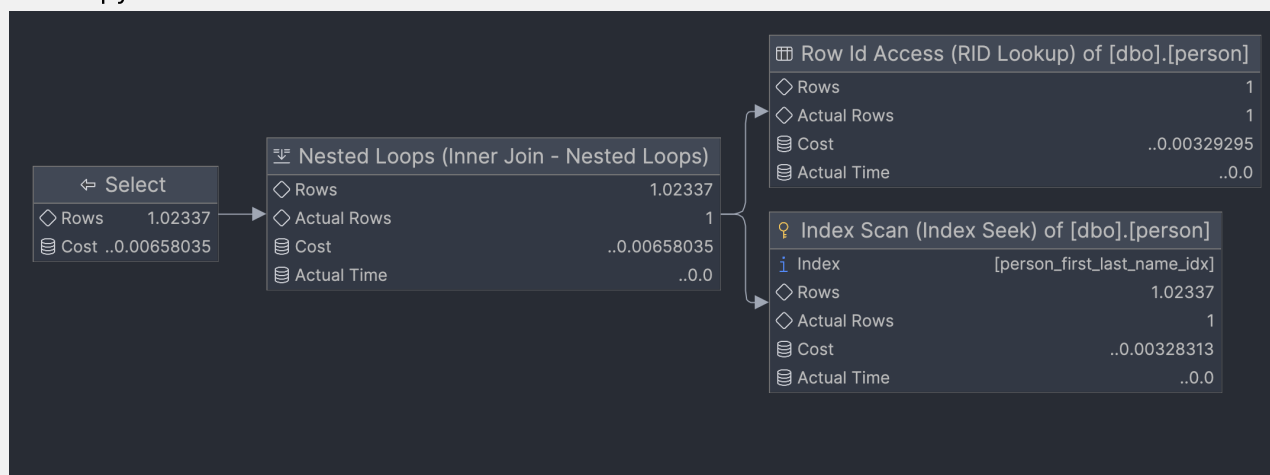 py
Select
Rows 1.02337
Cost ..0.00658035
Nested Loops (Inner Join - Nested Loops)
Rows 1.02337
Actual Rows 1
Cost ..0.00658035
Actual Time ..0.0
Row Id Access (RID Lookup) of [dbo].[person]
Rows 1
Actual Rows 1
Cost ..0.00329295
Actual Time ..0.0
Index Scan (Index Seek) of [dbo].[person]
Index [person_first_last_name_idx]
Rows 1.02337
Actual Rows 1
Cost ..0.00328313
Actual Time ..0.0